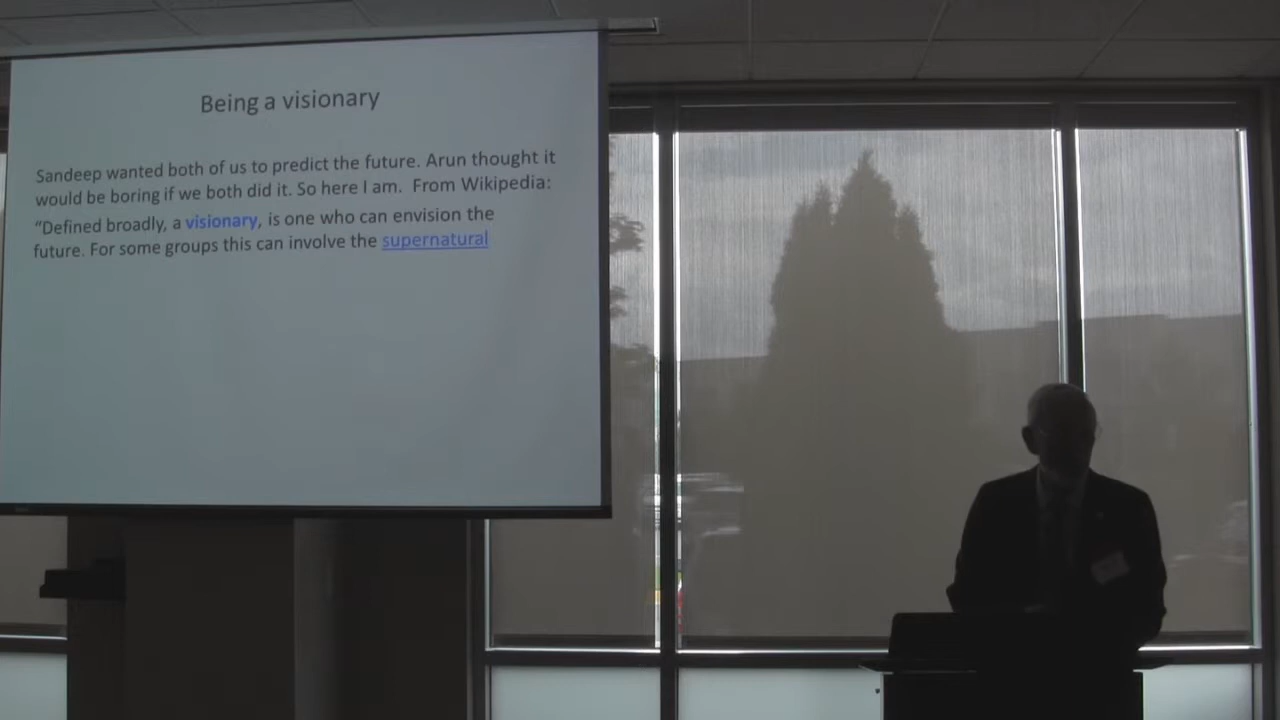 Being a visionary
Sandeep wanted both of us to predict the future. Arun thought it
would be boring if we both did it. So here I am. From Wikipedia:
“Defined broadly, a visionary, is one who can envision the
future. For some groups this can involve the supernatural